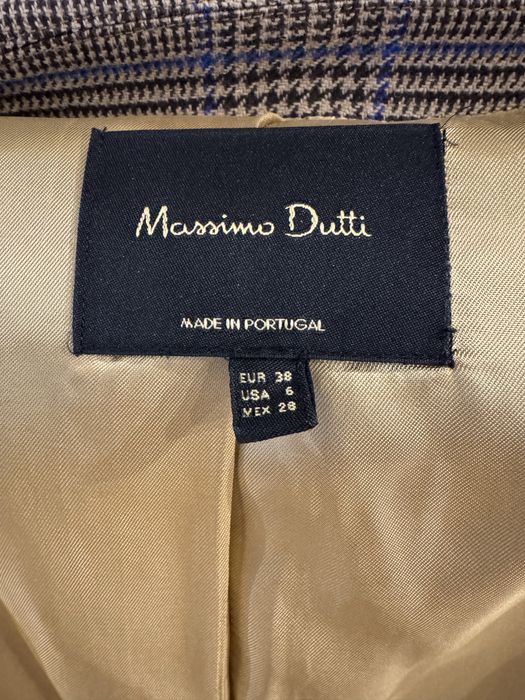 Massimo Dutti
MADE IN PORTUGAL
EUR 38
USA 6
MEX 28